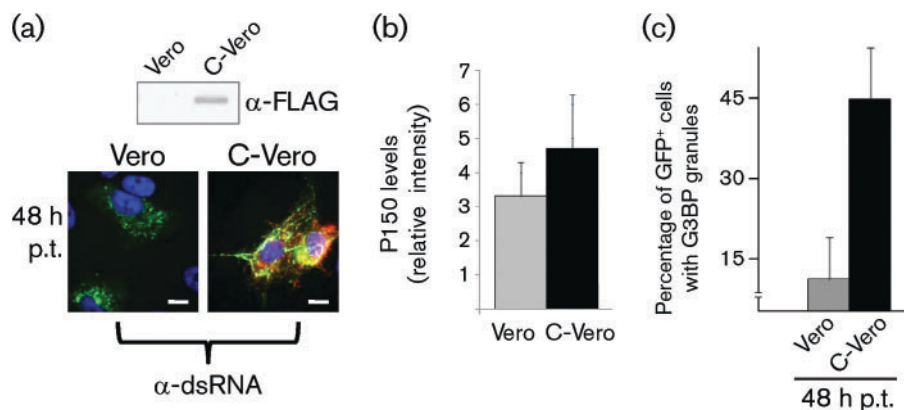 (a)
Vero
C-Vero
α-FLAG
Vero
C-Vero
48 h
p.t.
α-dsRNA
(b)
P150 levels
(relative intensity)
7
6
5
4
3
2
1
Vero
C-Vero
(c)
Percentage of GFP⁺ cells
with G3BP granules
45
30
15
Vero
C-Vero
48 h p.t.